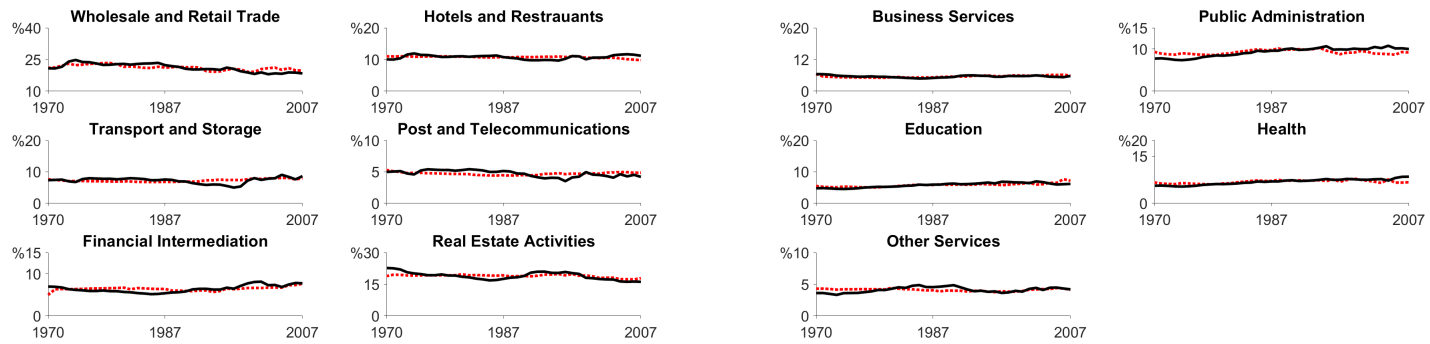 Wholesale and Retail Trade
%40
25
10
1970 1987 2007
Hotels and Restrauants
%20
10
0
1970 1987 2007
Business Services
%20
12
0
1970 1987 2007
Public Administration
%15
10
0
1970 1987 2007
Transport and Storage
%20
10
0
1970 1987 2007
Post and Telecommunications
%10
5
0
1970 1987 2007
Education
%20
10
0
1970 1987 2007
Health
%20
15
0
1970 1987 2007
Financial Intermediation
%15
10
0
1970 1987 2007
Real Estate Activities
%30
15
0
1970 1987 2007
Other Services
%10
5
0
1970 1987 2007